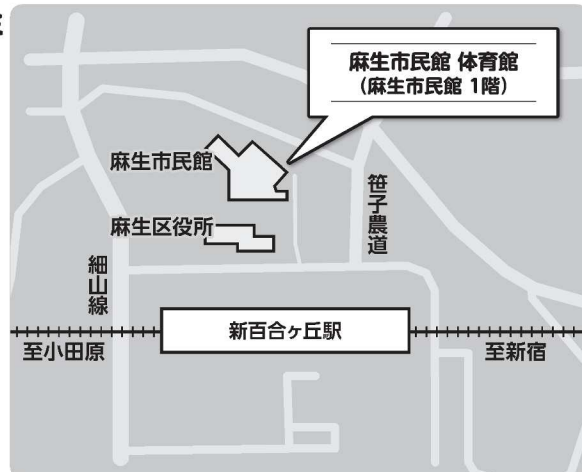 麻生市民館 体育館
(麻生市民館 1階)
麻生市民館
麻生区役所
笹子農道
細山線
新百合ヶ丘駅
至小田原
至新宿